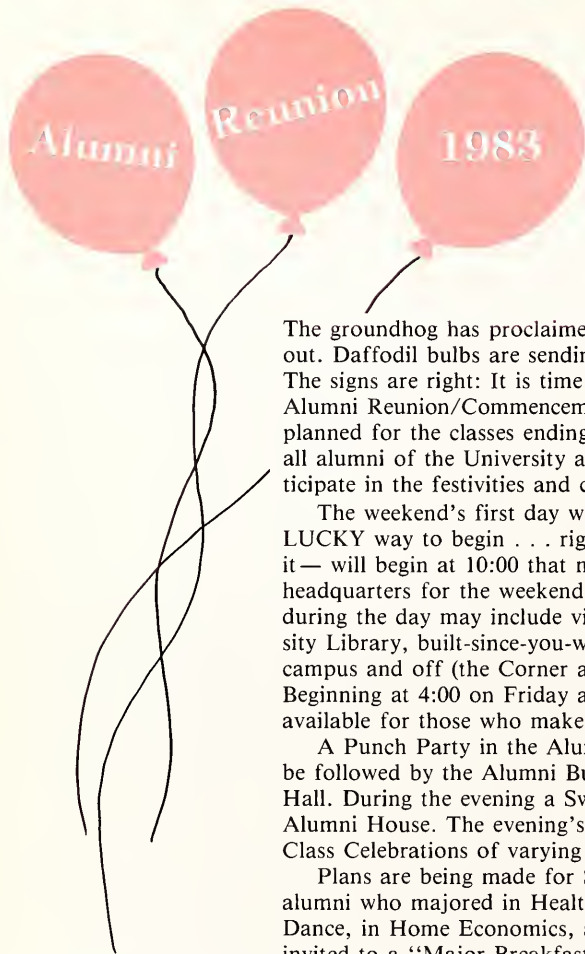 Alumni
Reunion
1983
The groundhog has proclaime
out. Daffodil bulbs are sendin
The signs are right: It is time
Alumni Reunion/Commencem
planned for the classes ending
all alumni of the University a
ticipate in the festivities and c
The weekend's first day w
LUCKY way to begin . . . rig
it— will begin at 10:00 that m
headquarters for the weekend
during the day may include vi
sity Library, built-since-you-w
campus and off (the Corner a
Beginning at 4:00 on Friday a
available for those who make
A Punch Party in the Alu
be followed by the Alumni Bu
Hall. During the evening a Sw
Alumni House. The evening's
Class Celebrations of varying
Plans are being made for S
alumni who majored in Healt
Dance, in Home Economics, a
invited to a "Major Breakfast